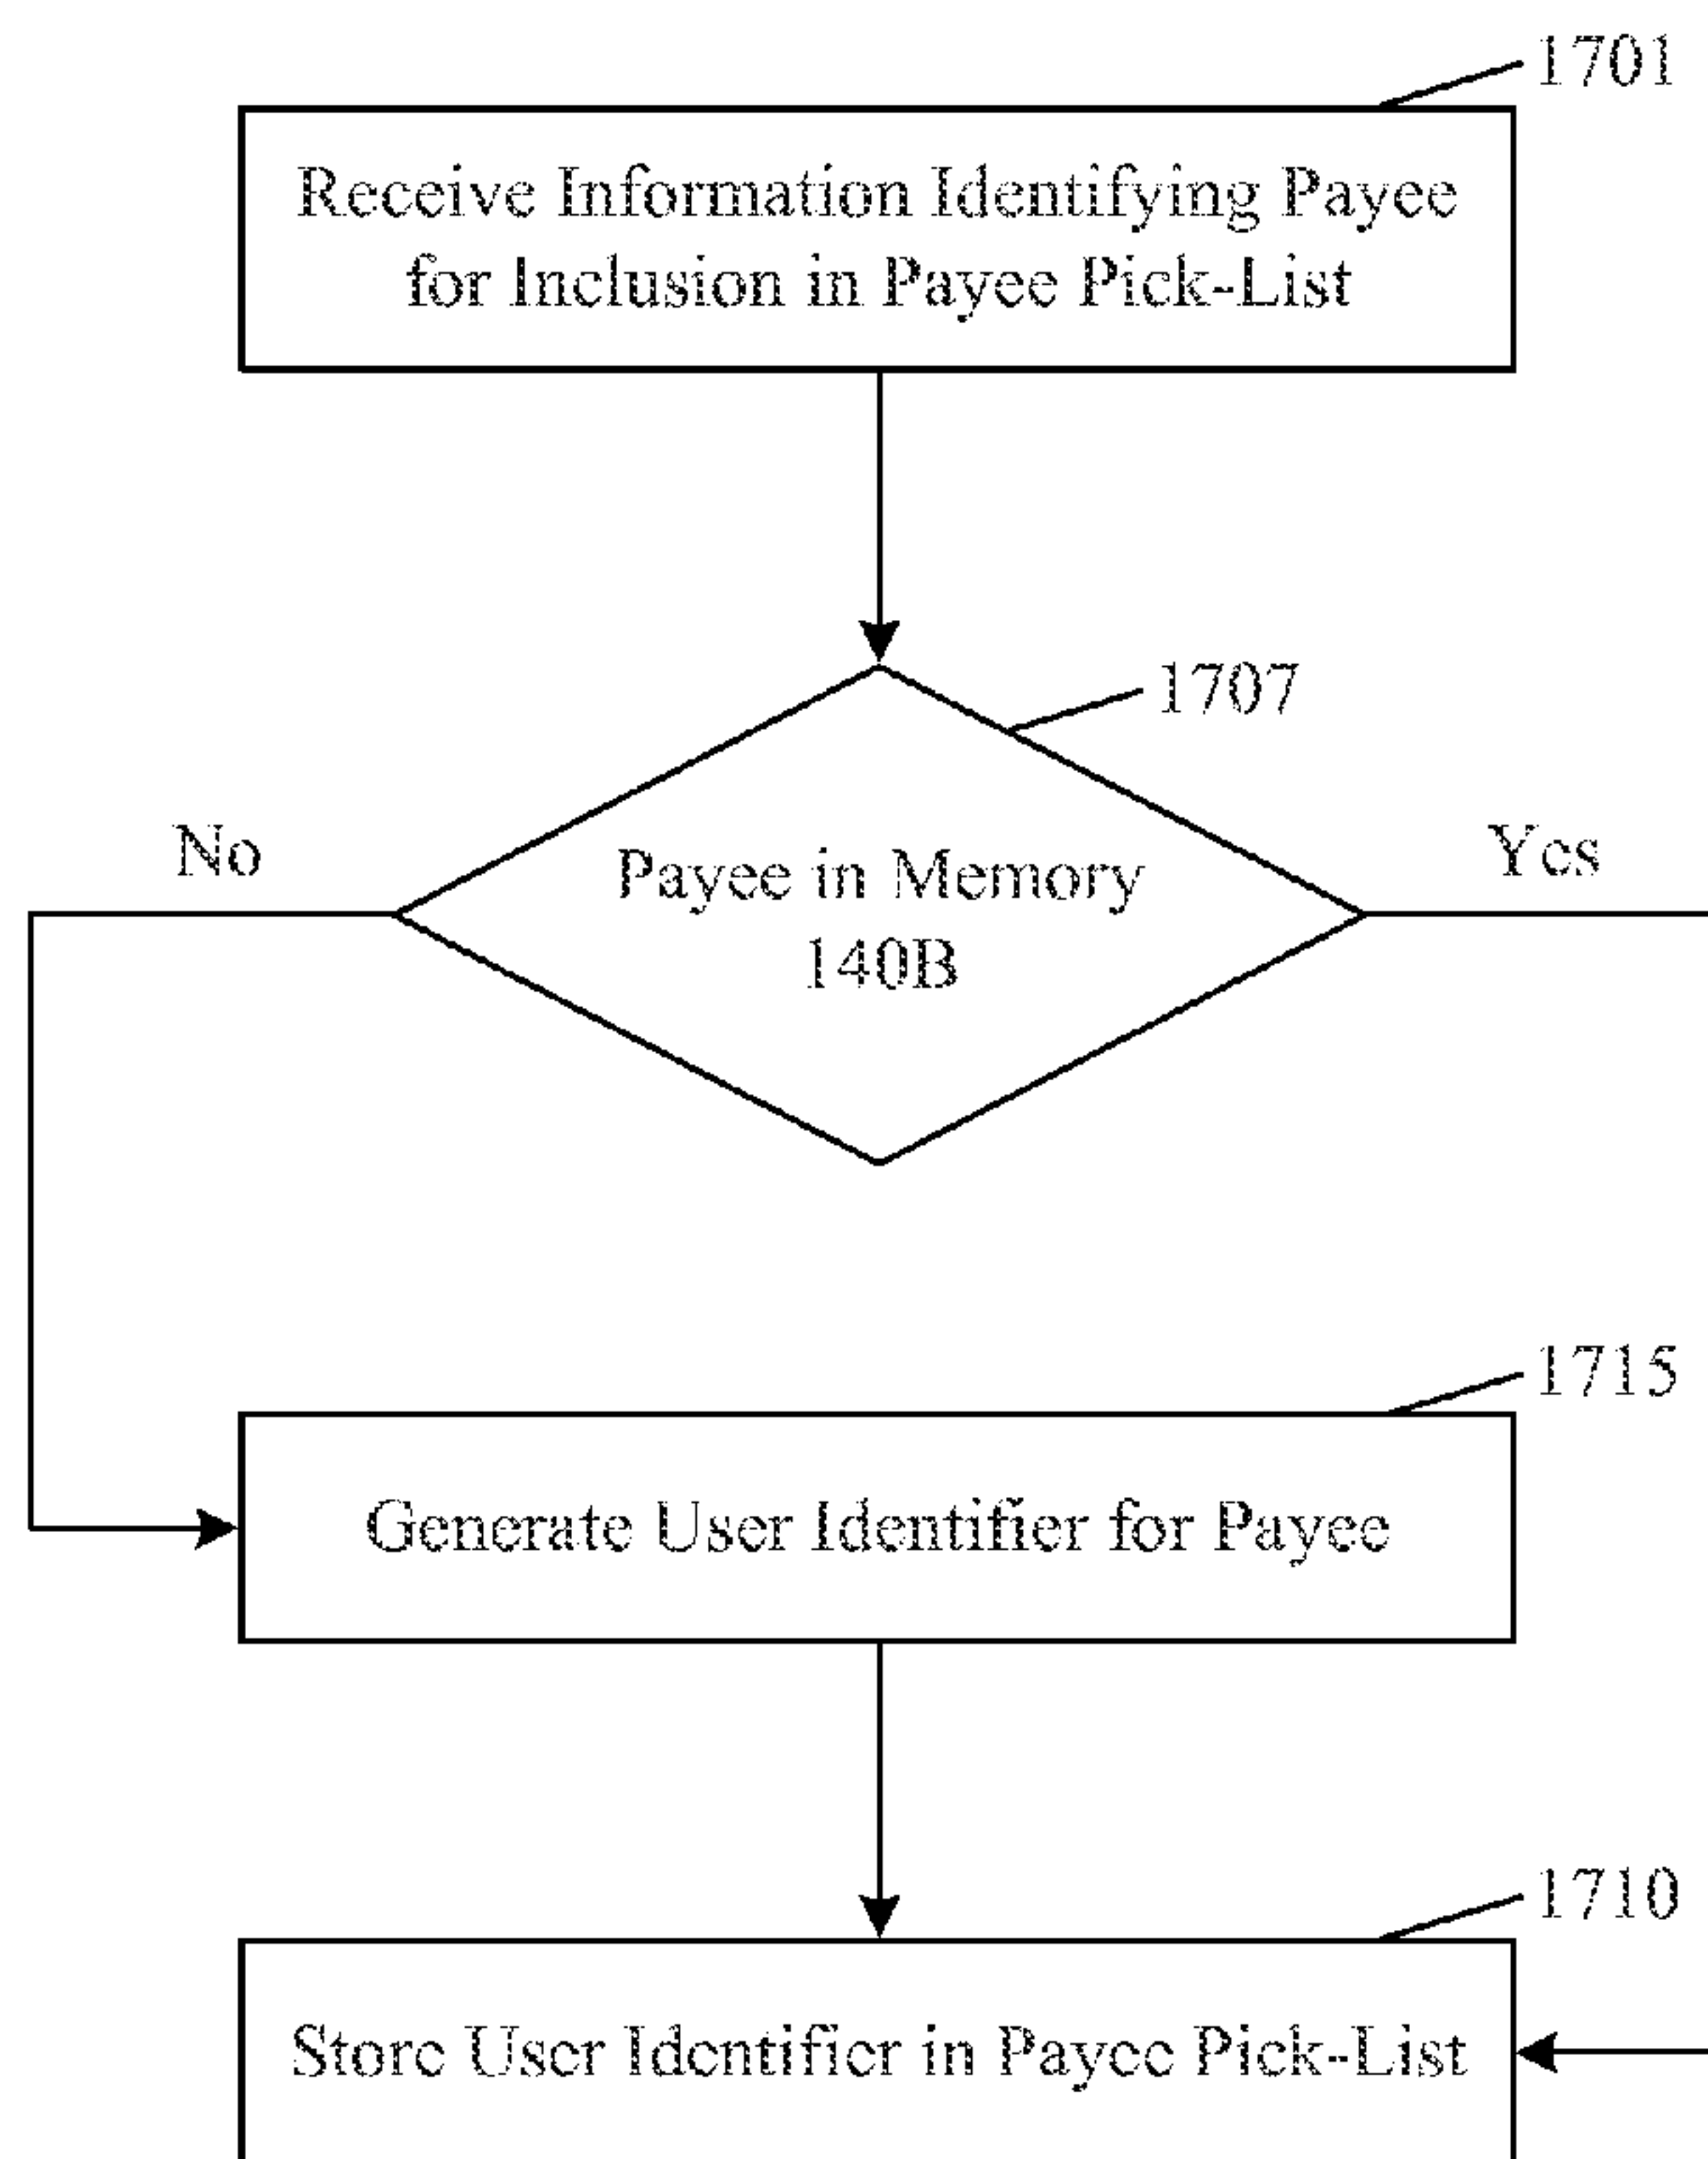 1701
Receive Information Identifying Payee
for Inclusion in Payee Pick-List
1707
No
Yes
Payee in Memory
140B
1715
Generate User Identifier for Payee
1710
Store User Identifier in Payee Pick-List